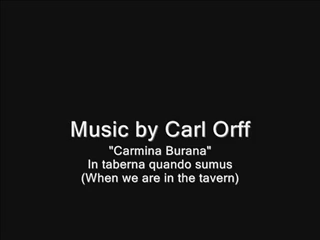 Music by Carl Orff
"Carmina Burana"
In taberna quando sumus
(When we are in the tavern)